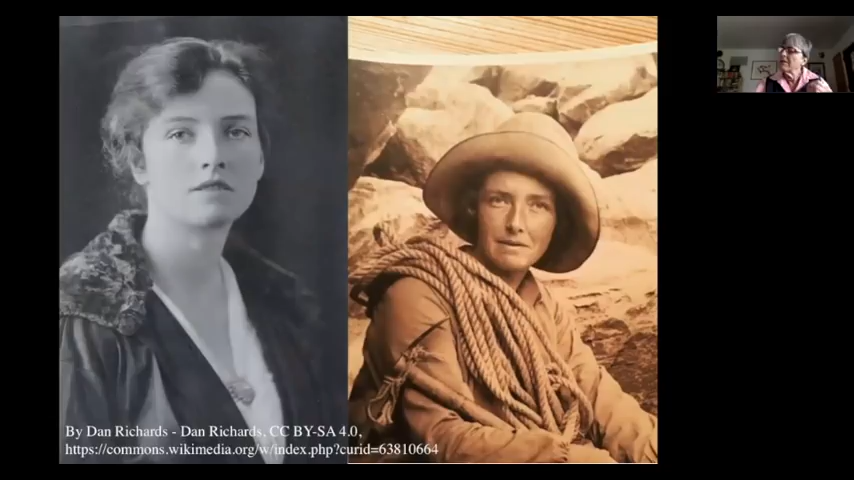 By Dan Richards - Dan Richards, CC BY-SA 4.0,
https://commons.wikimedia.org/w/index.php?curid=63810664